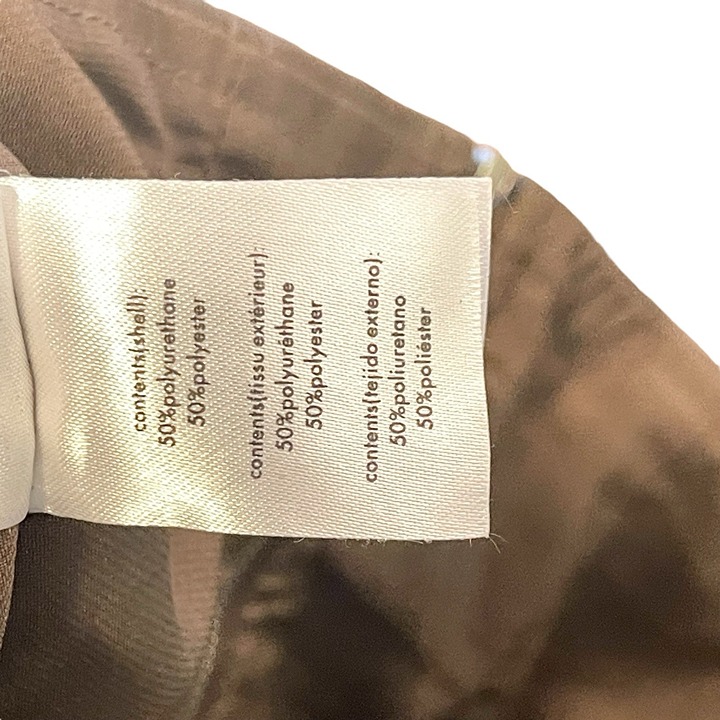 contents(shell):
50%polyurethane
50%polyester
contents(tissu extérieur):
50%polyuréthane
50%polyester
contents(tejido externo):
50%poliuretano
50%poliéster